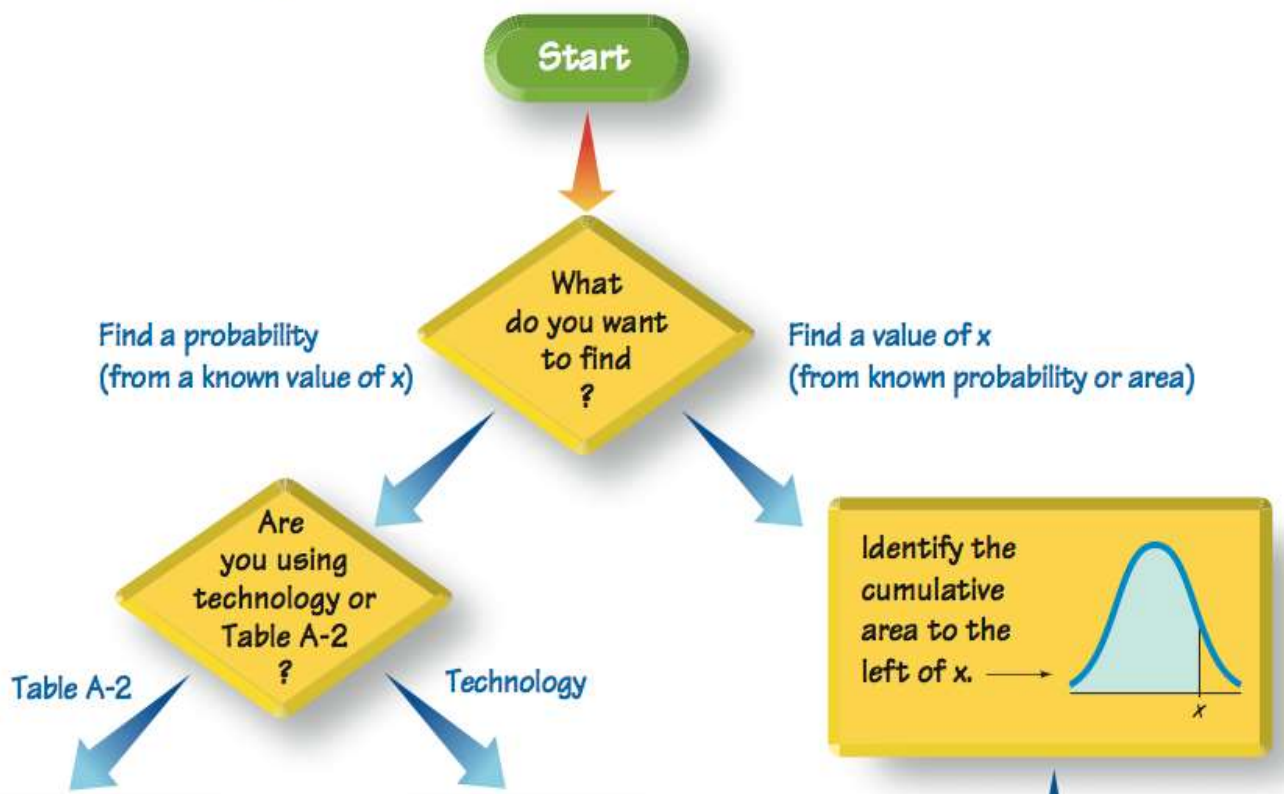 Start
What
do you want
to find
?
Find a probability
(from a known value of x)
Find a value of x
(from known probability or area)
Are
you using
technology or
Table A-2
?
Table A-2
Technology
Identify the
cumulative
area to the
left of x.
x